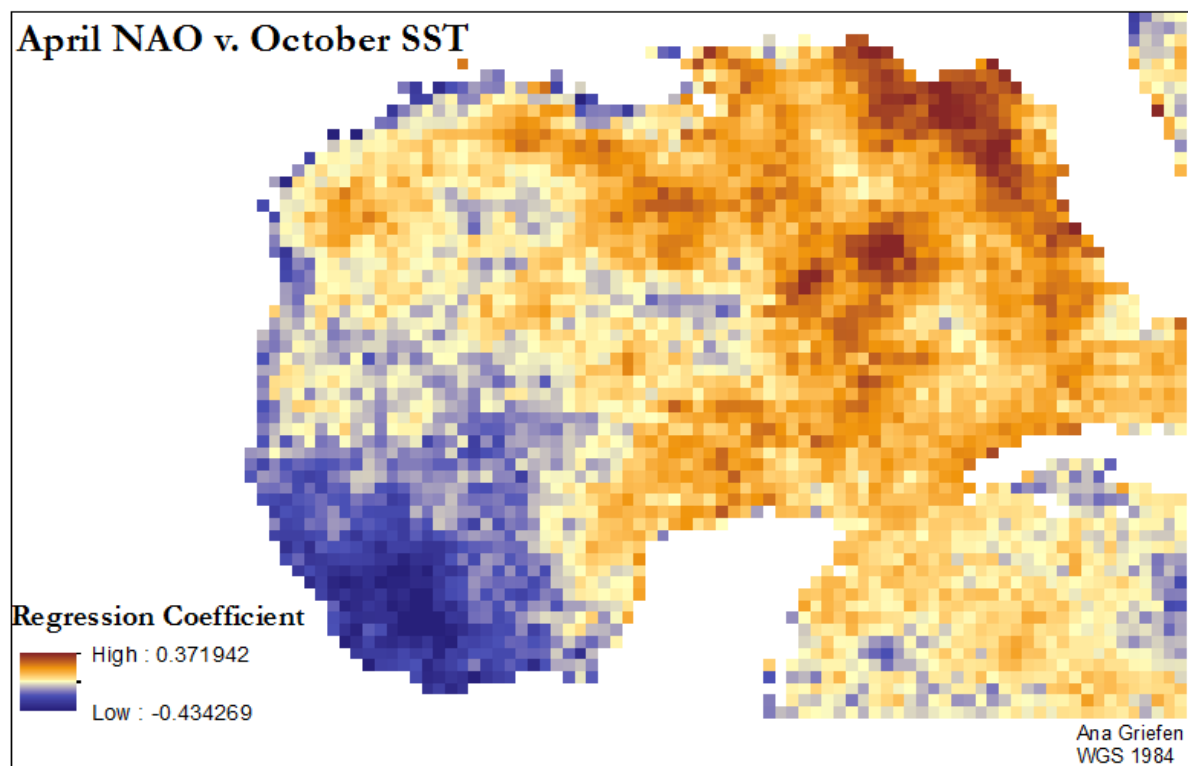 April NAO v. October SST
Regression Coefficient
High : 0.371942
Low : -0.434269
Ana Griefen
WGS 1984